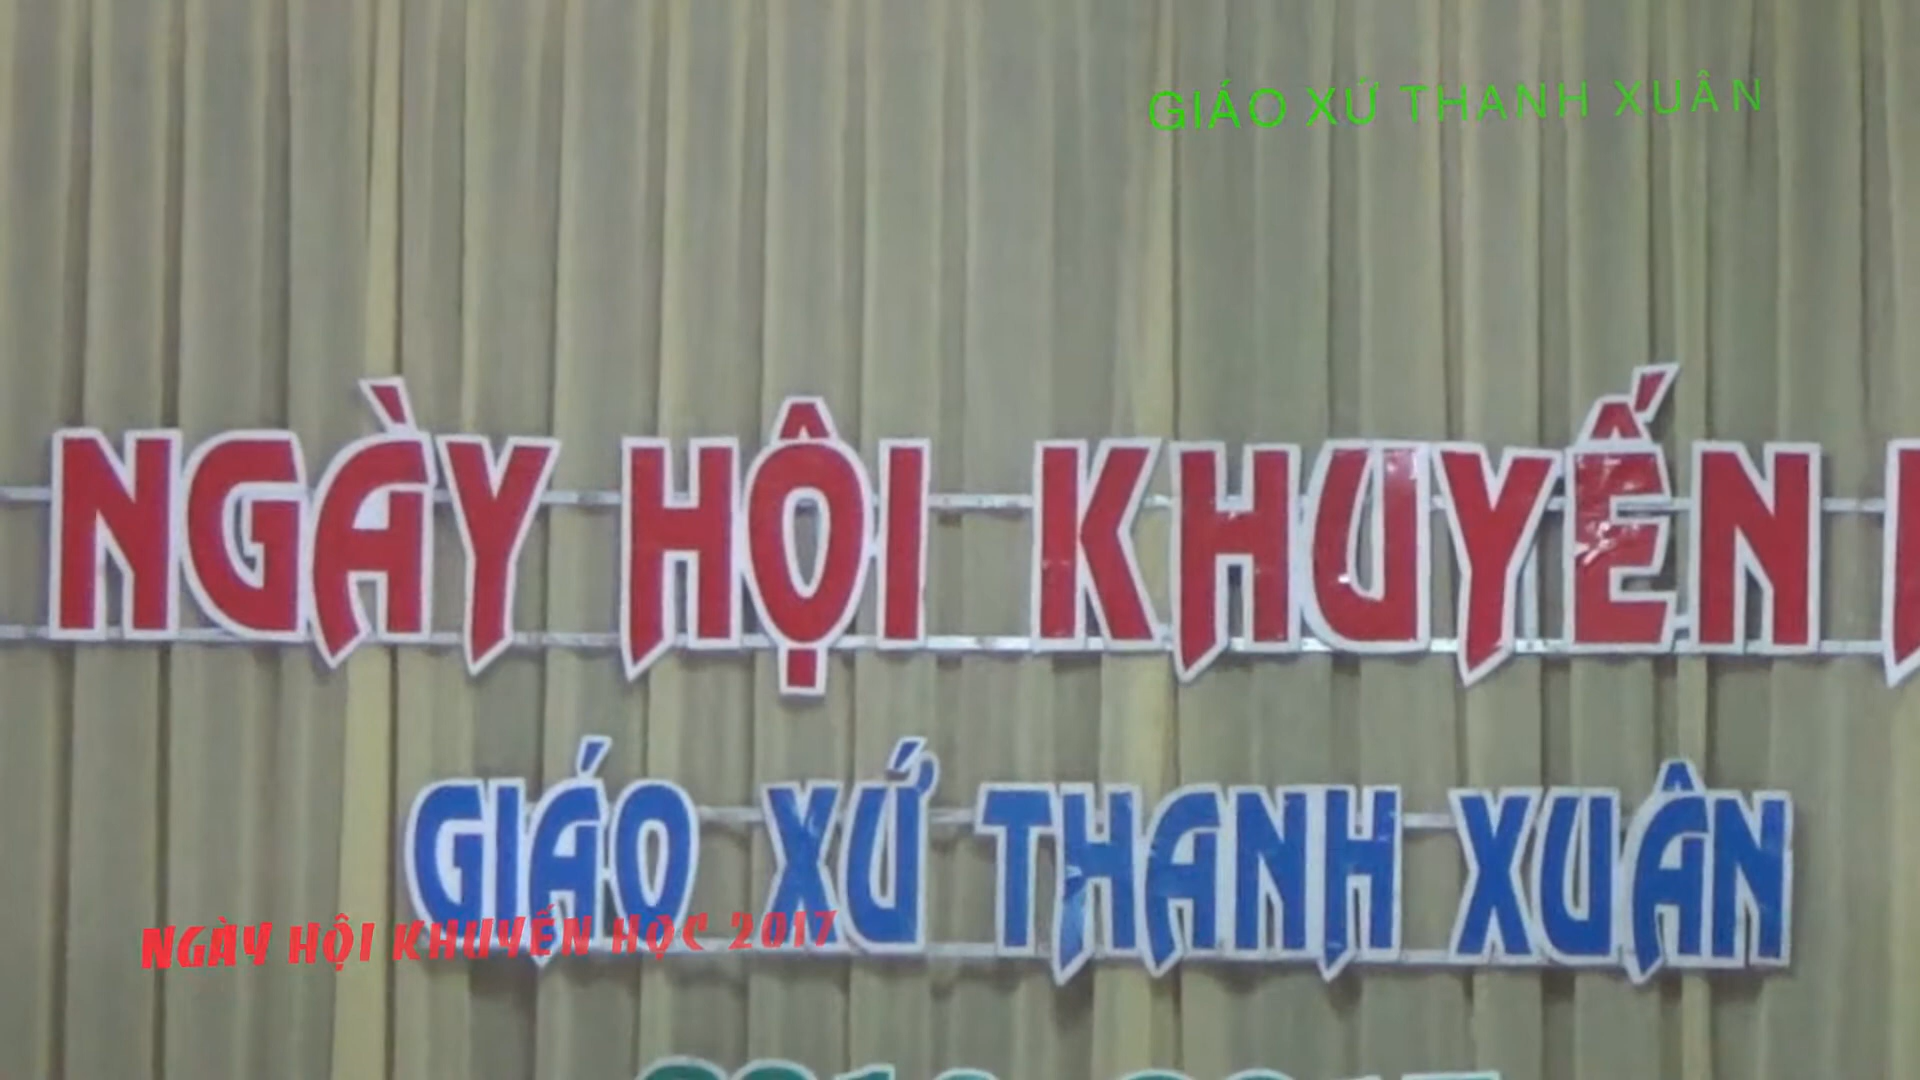 GIÁO XỨ THANH XUÂN
NGÀY HỘI KHUYẾN
GIÁO XỨ THANH XUÂN
NGÀY HỘI KHUYẾN HỌC 2017